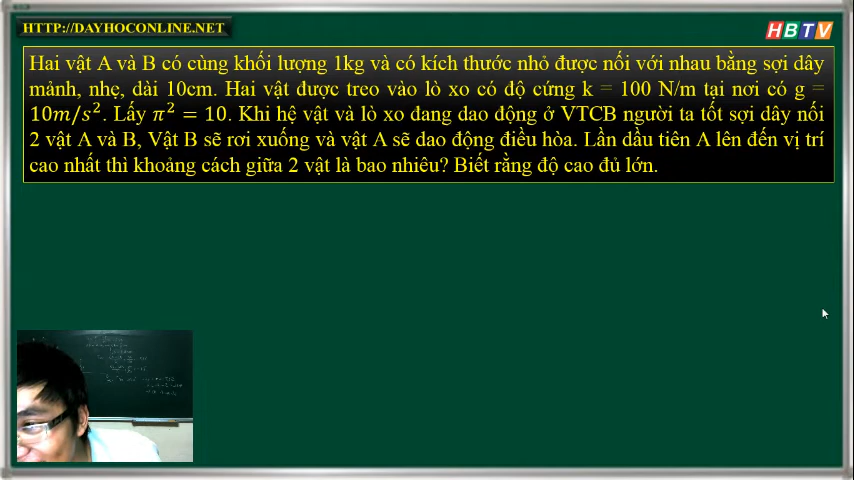 HTTP://DAYHOCONLINE.NET
HBTV
Hai vật A và B có cùng khối lượng 1kg và có kích thước nhỏ được nối với nhau bằng sợi dây
mảnh, nhẹ, dài 10cm. Hai vật được treo vào lò xo có độ cứng k = 100 N/m tại nơi có g =
10m/s². Lấy π² = 10. Khi hệ vật và lò xo đang dao động ở VTCB người ta tốt sợi dây nối
2 vật A và B, Vật B sẽ rơi xuống và vật A sẽ dao động điều hòa. Lần đầu tiên A lên đến vị trí
cao nhất thì khoảng cách giữa 2 vật là bao nhiêu? Biết rằng độ cao đủ lớn.